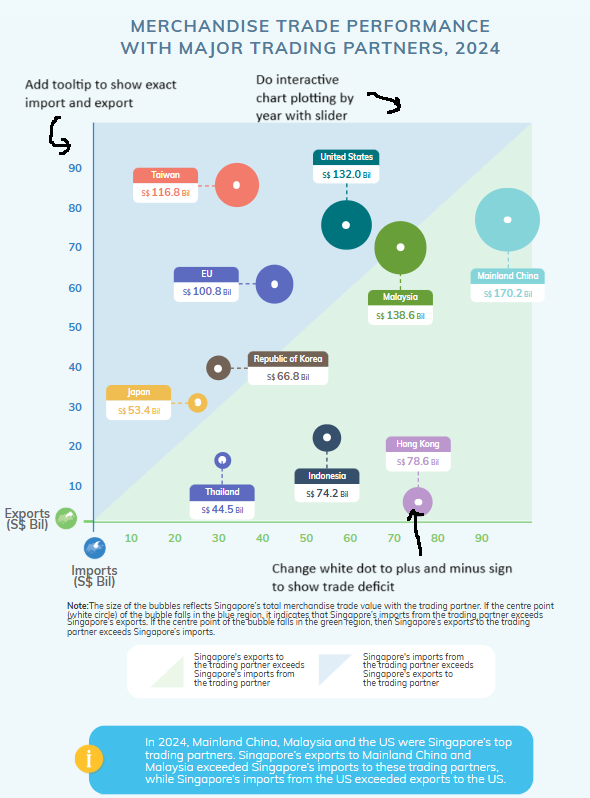 MERCHANDISE TRADE PERFORMANCE
WITH MAJOR TRADING PARTNERS, 2024
Add tooltip to show exact
import and export
Do interactive
chart plotting by
year with slider
90
80
70
60
50
40
30
20
10
Taiwan
S$ 116.8 Bil
United States
S$ 132.0 Bil
Mainland China
S$ 170.2 Bil
EU
S$ 100.8 Bil
Malaysia
S$ 138.6 Bil
Republic of Korea
S$ 66.8 Bil
Japan
S$ 53.4 Bil
Hong Kong
S$ 78.6 Bil
Indonesia
S$ 74.2 Bil
Thailand
S$ 44.5 Bil
Exports
(S$ Bil)
10 20 30 40 50 60 70 80 90
Imports
(S$ Bil)
Change white dot to plus and minus sign
to show trade deficit
Note:The size of the bubbles reflects Singapore's total merchandise trade value with the trading partner. If the centre point
(white circle) of the bubble falls in the blue region, it indicates that Singapore's imports from the trading partner exceeds
Singapore's exports. If the centre point of the bubble falls in the green region, then Singapore's exports to the trading
partner exceeds Singapore's imports.
Singapore's exports to
the trading partner exceeds
Singapore's imports from
the trading partner
Singapore's imports from
the trading partner exceeds
Singapore's exports to
the trading partner
i
In 2024, Mainland China, Malaysia and the US were Singapore's top
trading partners. Singapore's exports to Mainland China and
Malaysia exceeded Singapore's imports to these trading partners,
while Singapore's imports from the US exceeded exports to the US.